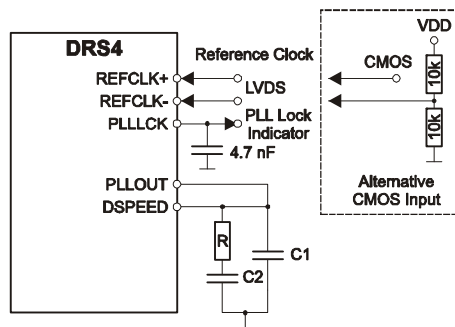 DRS4
REFCLK+
REFCLK-
PLLLCK
PLLOUT
DSPEED
Reference Clock
LVDS
PLL Lock
Indicator
4.7 nF
R
C2
C1
VDD
CMOS
10k
10k
Alternative
CMOS Input